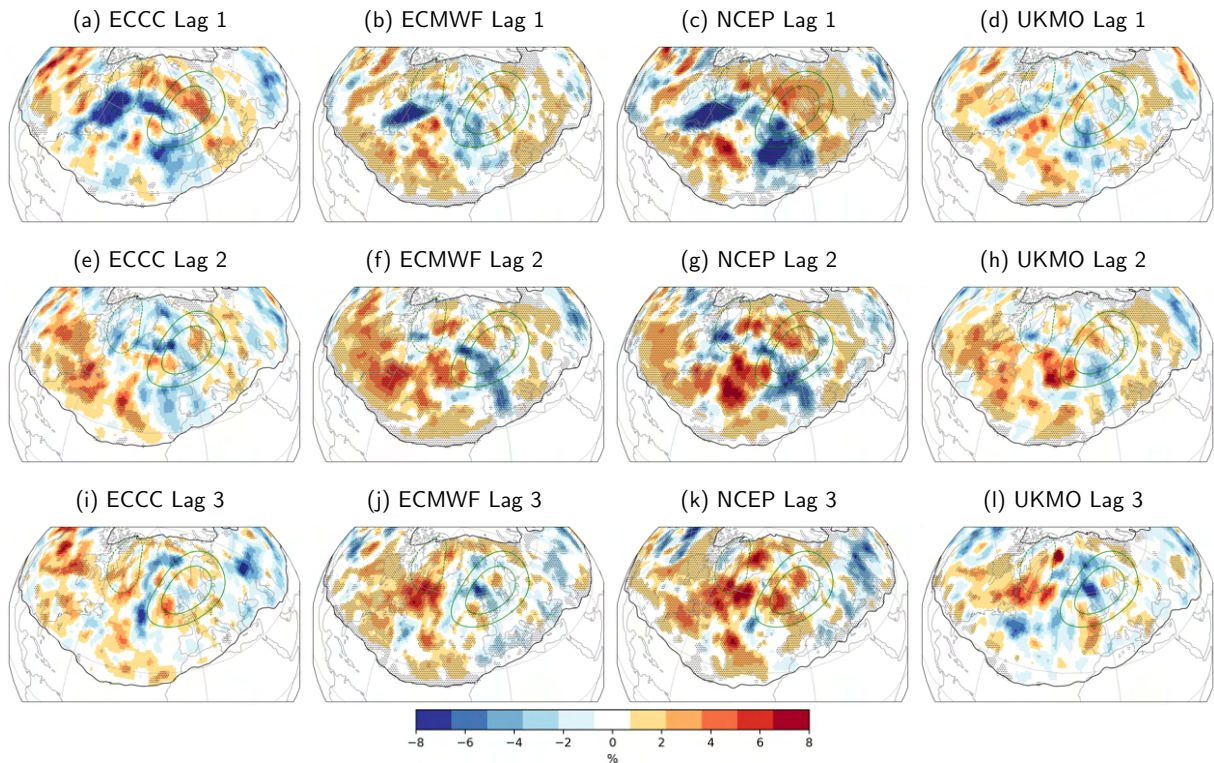 (a) ECCC Lag 1 (b) ECMWF Lag 1 (c) NCEP Lag 1 (d) UKMO Lag 1
(e) ECCC Lag 2 (f) ECMWF Lag 2 (g) NCEP Lag 2 (h) UKMO Lag 2
(i) ECCC Lag 3 (j) ECMWF Lag 3 (k) NCEP Lag 3 (l) UKMO Lag 3
−8 −6 −4 −2 0 2 4 6 8
%